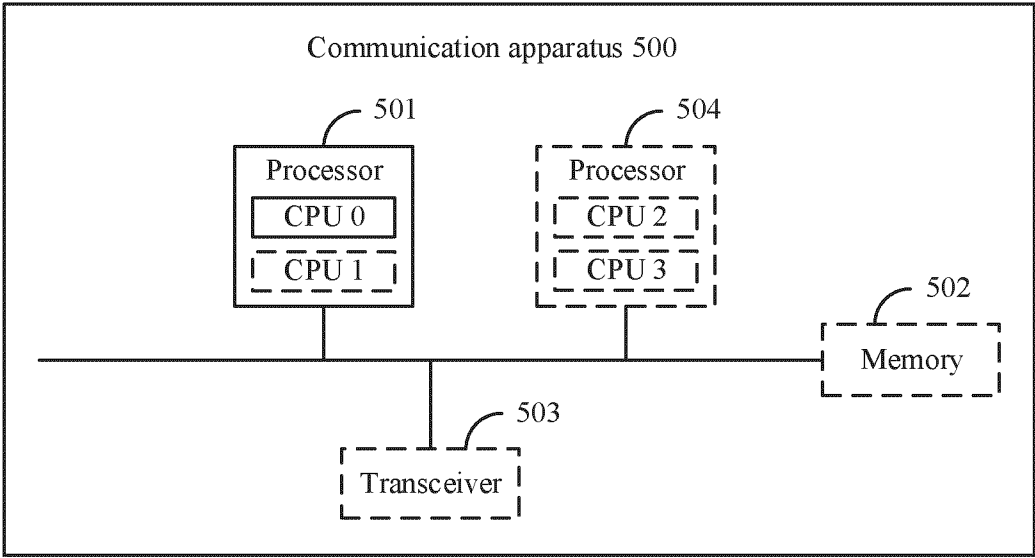 Communication apparatus 500
501
504
Processor
Processor
CPU 0
CPU 2
CPU 1
CPU 3
502
Memory
503
Transceiver